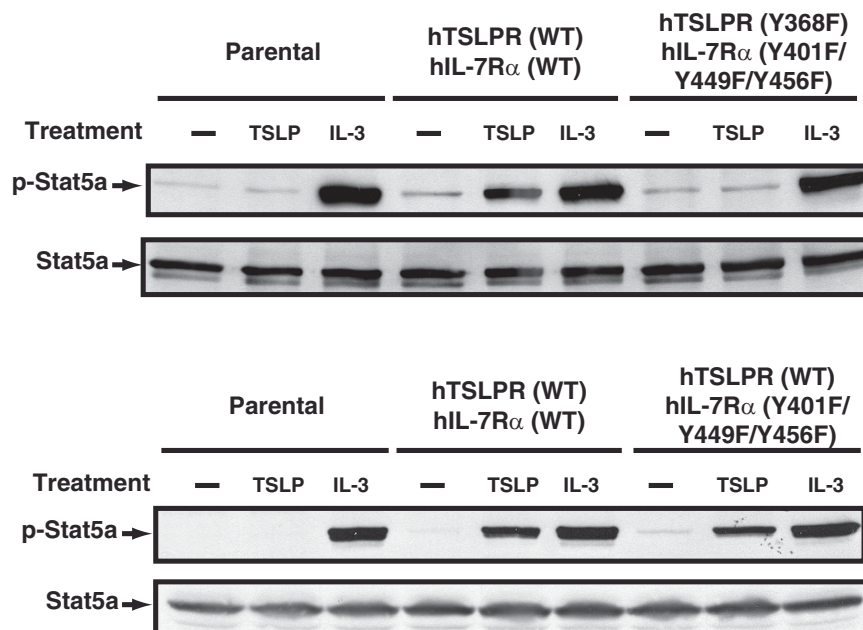 Parental
hTSLPR (WT)
hIL-7Rα (WT)
hTSLPR (Y368F)
hIL-7Rα (Y401F/
Y449F/Y456F)
Treatment – TSLP IL-3 – TSLP IL-3 – TSLP IL-3
p-Stat5a
Stat5a
Parental
hTSLPR (WT)
hIL-7Rα (WT)
hTSLPR (WT)
hIL-7Rα (Y401F/
Y449F/Y456F)
Treatment – TSLP IL-3 – TSLP IL-3 – TSLP IL-3
p-Stat5a
Stat5a